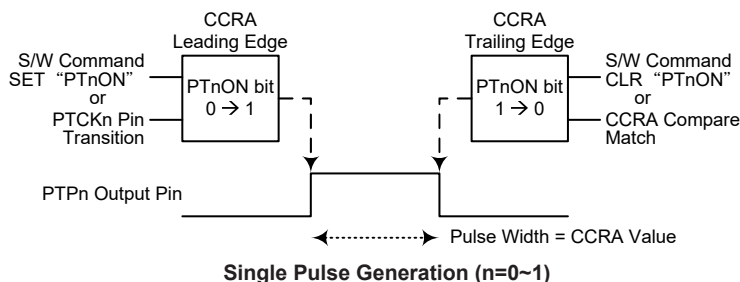 CCRA
Leading Edge
S/W Command
SET “PTnON”
or
PTCKn Pin
Transition
PTnON bit
0 → 1
CCRA
Trailing Edge
PTnON bit
1 → 0
S/W Command
CLR “PTnON”
or
CCRA Compare
Match
PTPn Output Pin
Pulse Width = CCRA Value
Single Pulse Generation (n=0~1)